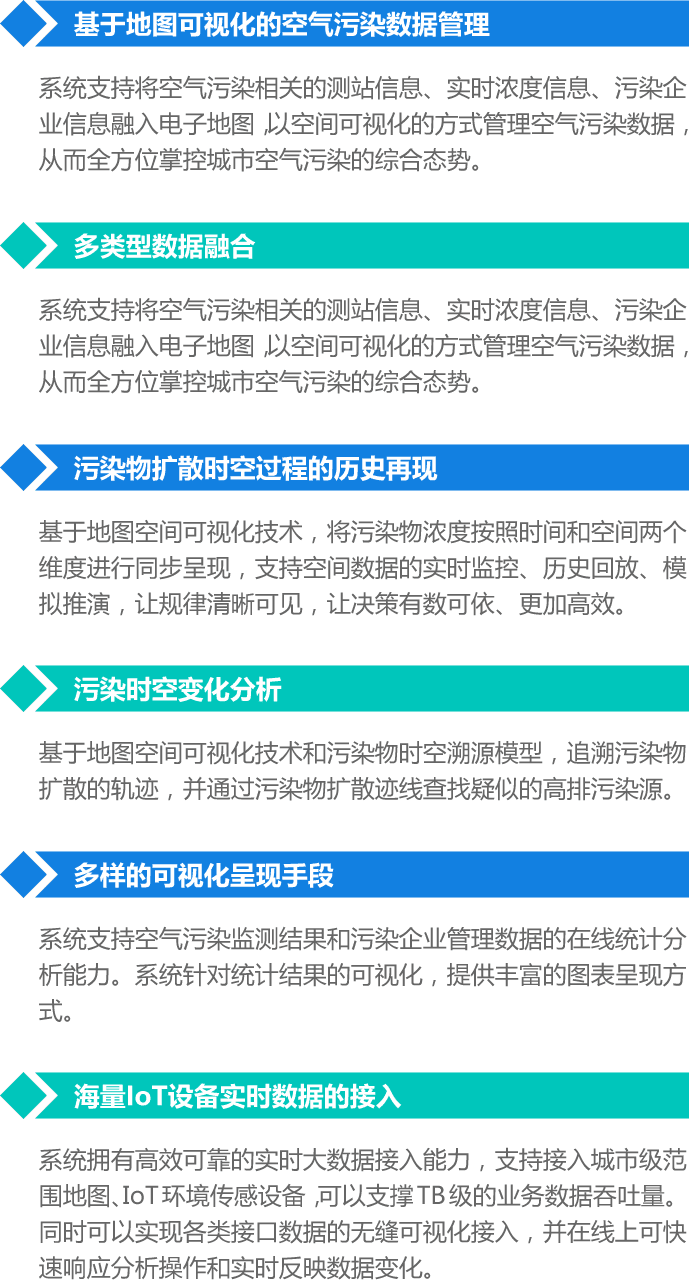 基于地图可视化的空气污染数据管理
系统支持将空气污染相关的测站信息、实时浓度信息、污染企
业信息融入电子地图，以空间可视化的方式管理空气污染数据，
从而全方位掌控城市空气污染的综合态势。
多类型数据融合
系统支持将空气污染相关的测站信息、实时浓度信息、污染企
业信息融入电子地图，以空间可视化的方式管理空气污染数据，
从而全方位掌控城市空气污染的综合态势。
污染物扩散时空过程的历史再现
基于地图空间可视化技术，将污染物浓度按照时间和空间两个
维度进行同步呈现，支持空间数据的实时监控、历史回放、模
拟推演，让规律清晰可见，让决策有数可依、更加高效。
污染时空变化分析
基于地图空间可视化技术和污染物时空溯源模型，追溯污染物
扩散的轨迹，并通过污染物扩散迹线查找疑似的高排污染源。
多样的可视化呈现手段
系统支持空气污染监测结果和污染企业管理数据的在线统计分
析能力。系统针对统计结果的可视化，提供丰富的图表呈现方
式。
海量IoT设备实时数据的接入
系统拥有高效可靠的实时大数据接入能力，支持接入城市级范
围地图、IoT环境传感设备，可以支撑TB级的业务数据吞吐量。
同时可以实现各类接口数据的无缝可视化接入，并在线上可快
速响应分析操作和实时反映数据变化。